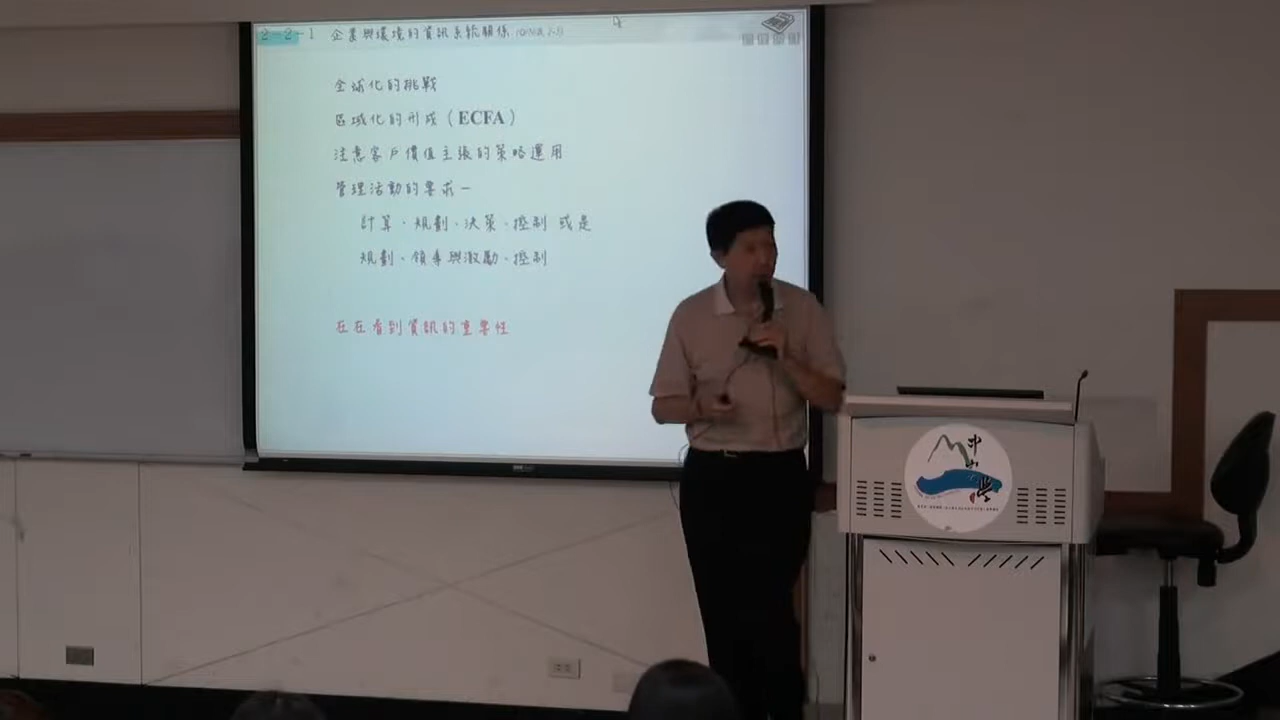 2-2-1 企業與環境的資訊系統關係
全球化的挑戰
區域化的形成（ECFA）
注意客戶價值主張的策略運用
管理活動的要求－
計算、規劃、決策、控制 或是
規劃、領導與激勵、控制
在在看到資訊的重要性
中山